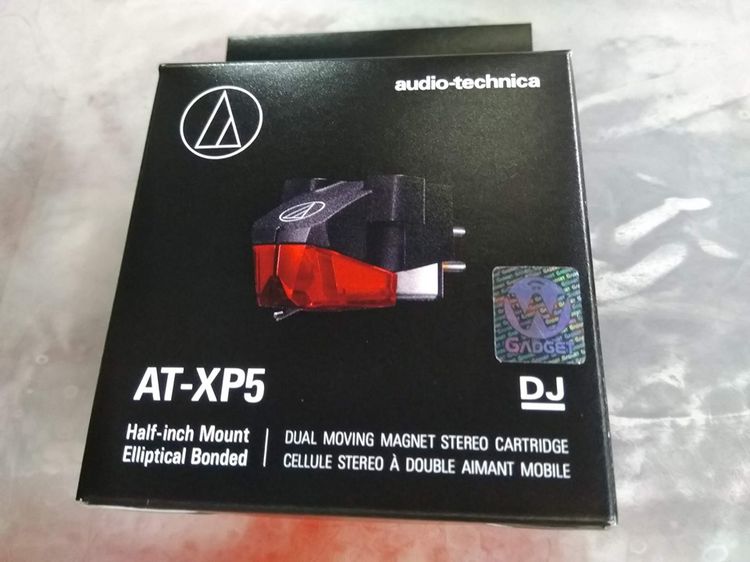 audio-technica
GADGET
AT-XP5
DJ
Half-inch Mount
Elliptical Bonded
DUAL MOVING MAGNET STEREO CARTRIDGE
CELLULE STEREO À DOUBLE AIMANT MOBILE